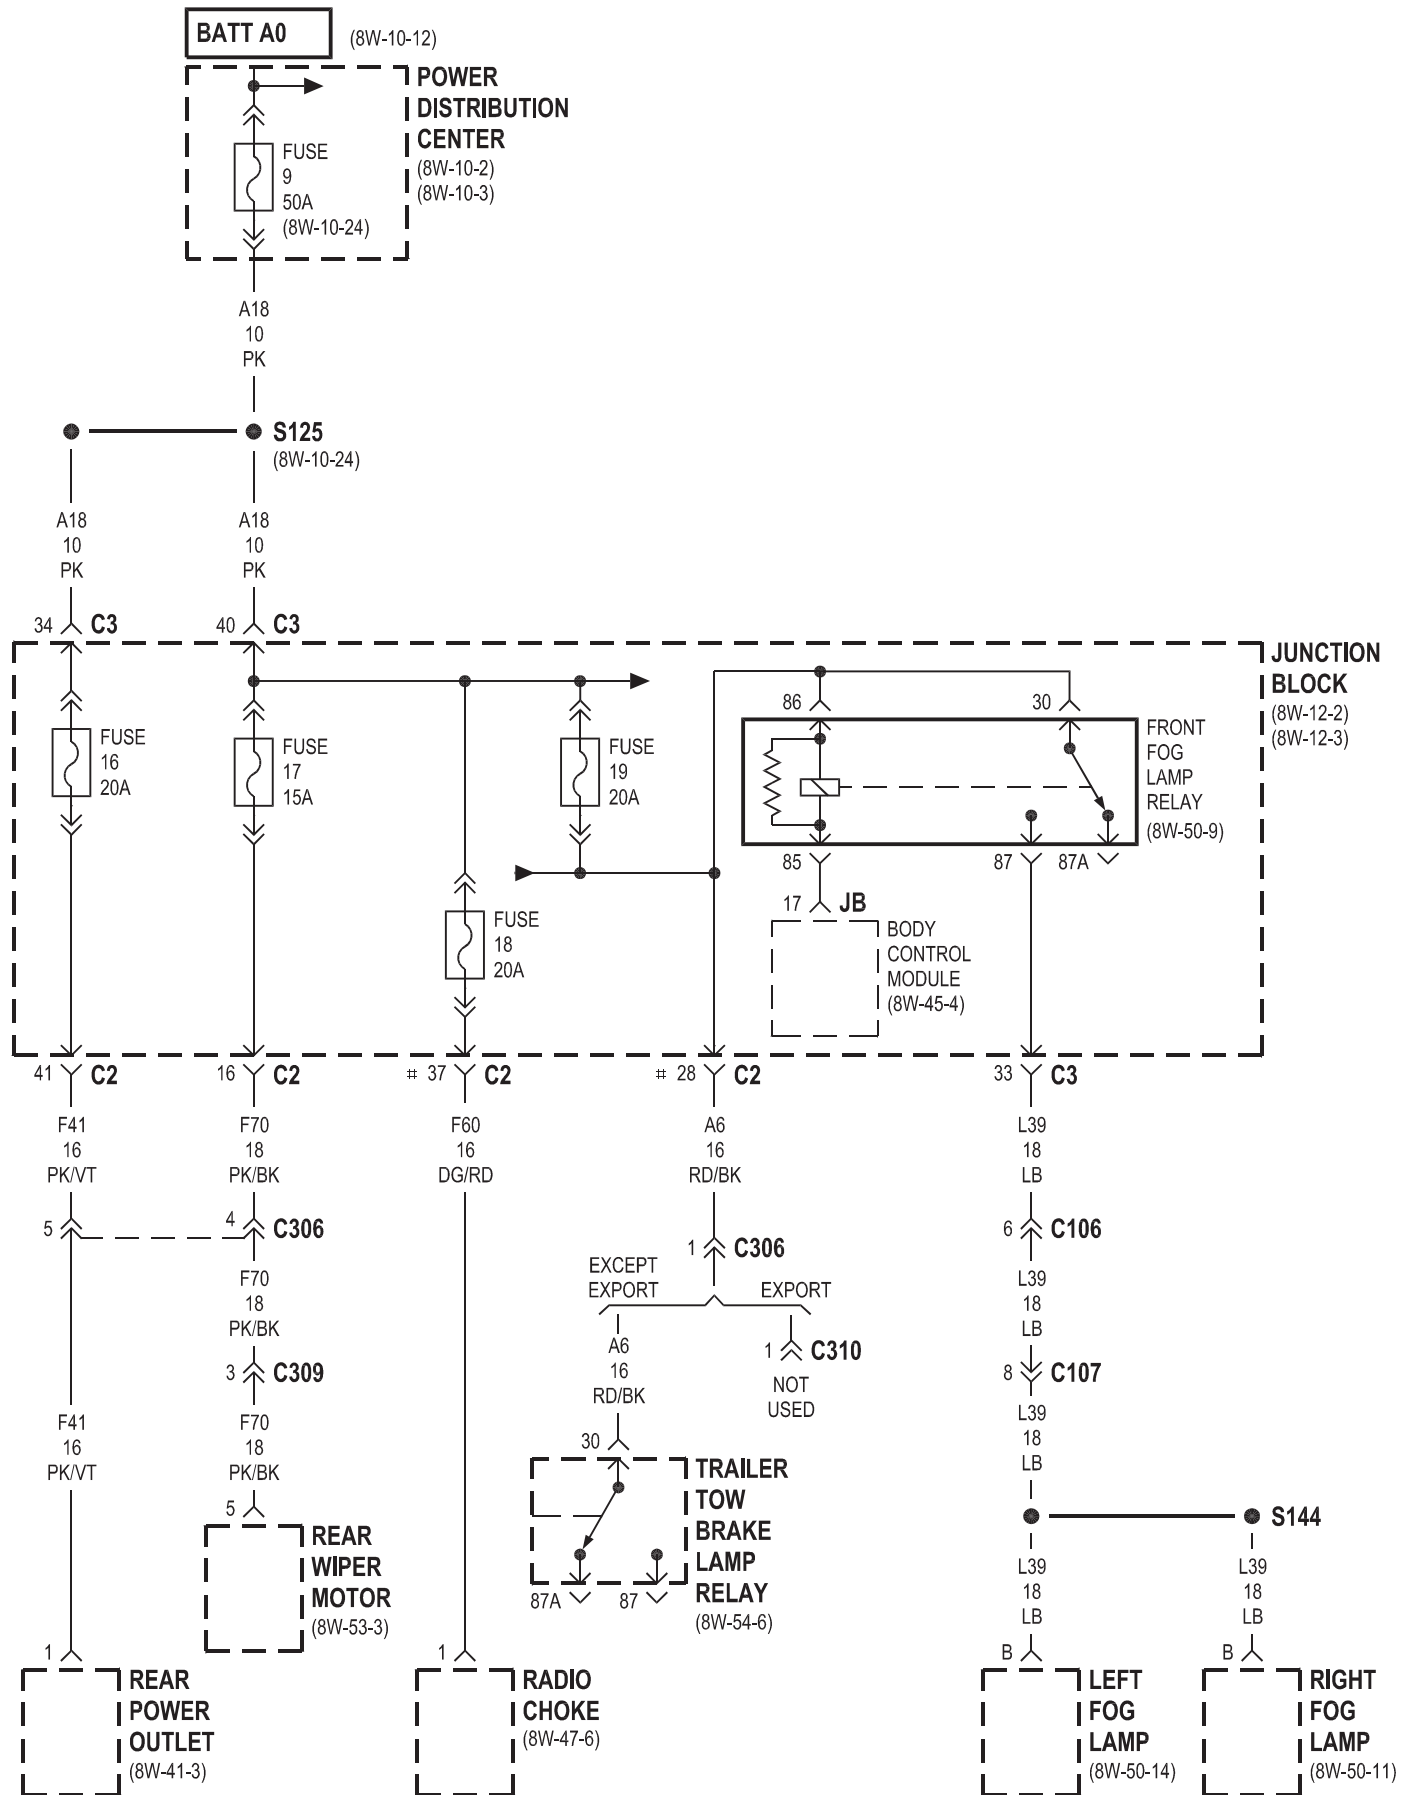 BATT A0
(8W-10-12)
POWER
DISTRIBUTION
CENTER
(8W-10-2)
(8W-10-3)
FUSE
9
50A
(8W-10-24)
A18
10
PK
S125
(8W-10-24)
A18
10
PK
A18
10
PK
34
C3
40
C3
JUNCTION
BLOCK
(8W-12-2)
(8W-12-3)
FUSE
16
20A
FUSE
17
15A
FUSE
19
20A
FUSE
18
20A
86
30
FRONT
FOG
LAMP
RELAY
(8W-50-9)
85
87
87A
17
JB
BODY
CONTROL
MODULE
(8W-45-4)
41
C2
16
C2
# 37
C2
# 28
C2
33
C3
F41
16
PK/VT
F70
18
PK/BK
F60
16
DG/RD
A6
16
RD/BK
L39
18
LB
5
4
C306
1
C306
6
C106
EXCEPT
EXPORT
EXPORT
F70
18
PK/BK
A6
16
RD/BK
1
C310
NOT
USED
L39
18
LB
3
C309
8
C107
F41
16
PK/VT
F70
18
PK/BK
L39
18
LB
30
TRAILER
TOW
BRAKE
LAMP
RELAY
(8W-54-6)
87A
87
5
REAR
WIPER
MOTOR
(8W-53-3)
S144
L39
18
LB
L39
18
LB
1
REAR
POWER
OUTLET
(8W-41-3)
1
RADIO
CHOKE
(8W-47-6)
B
LEFT
FOG
LAMP
(8W-50-14)
B
RIGHT
FOG
LAMP
(8W-50-11)